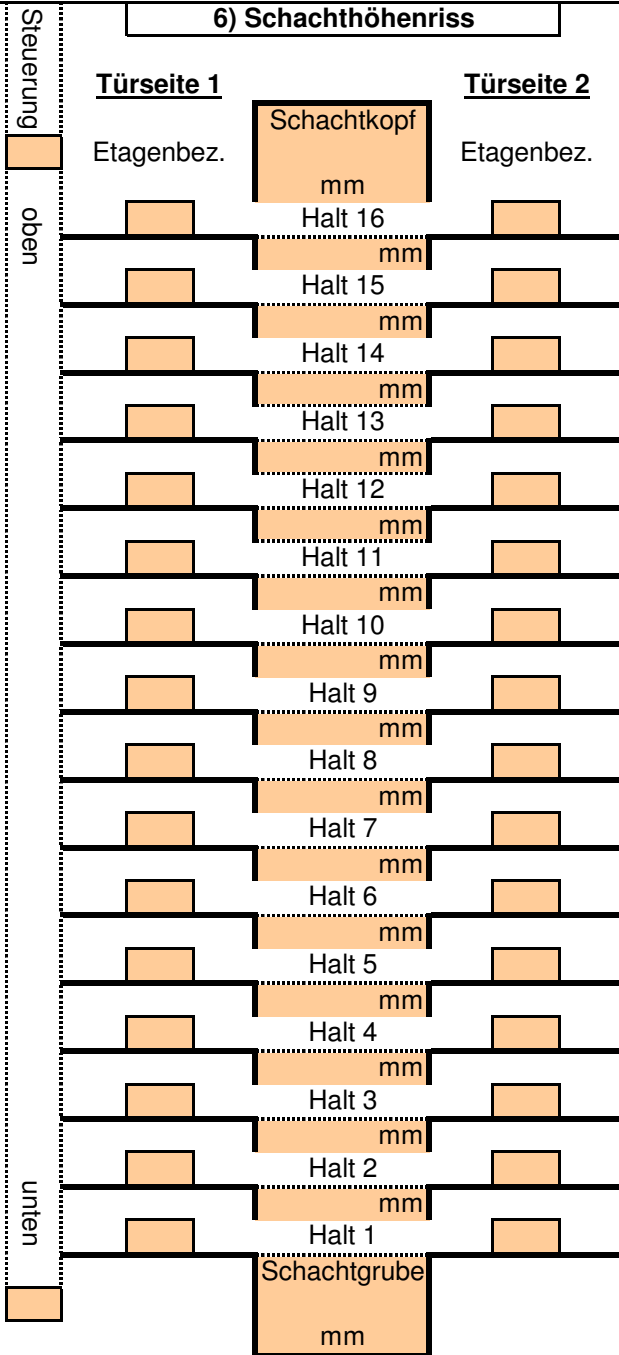 6) Schachthöhenriss
Steuerung
Türseite 1
Türseite 2
Schachtkopf
Etagenbez.
Etagenbez.
mm
oben
Halt 16
mm
Halt 15
mm
Halt 14
mm
Halt 13
mm
Halt 12
mm
Halt 11
mm
Halt 10
mm
Halt 9
mm
Halt 8
mm
Halt 7
mm
Halt 6
mm
Halt 5
mm
Halt 4
mm
Halt 3
mm
Halt 2
mm
unten
Halt 1
Schachtgrube
mm